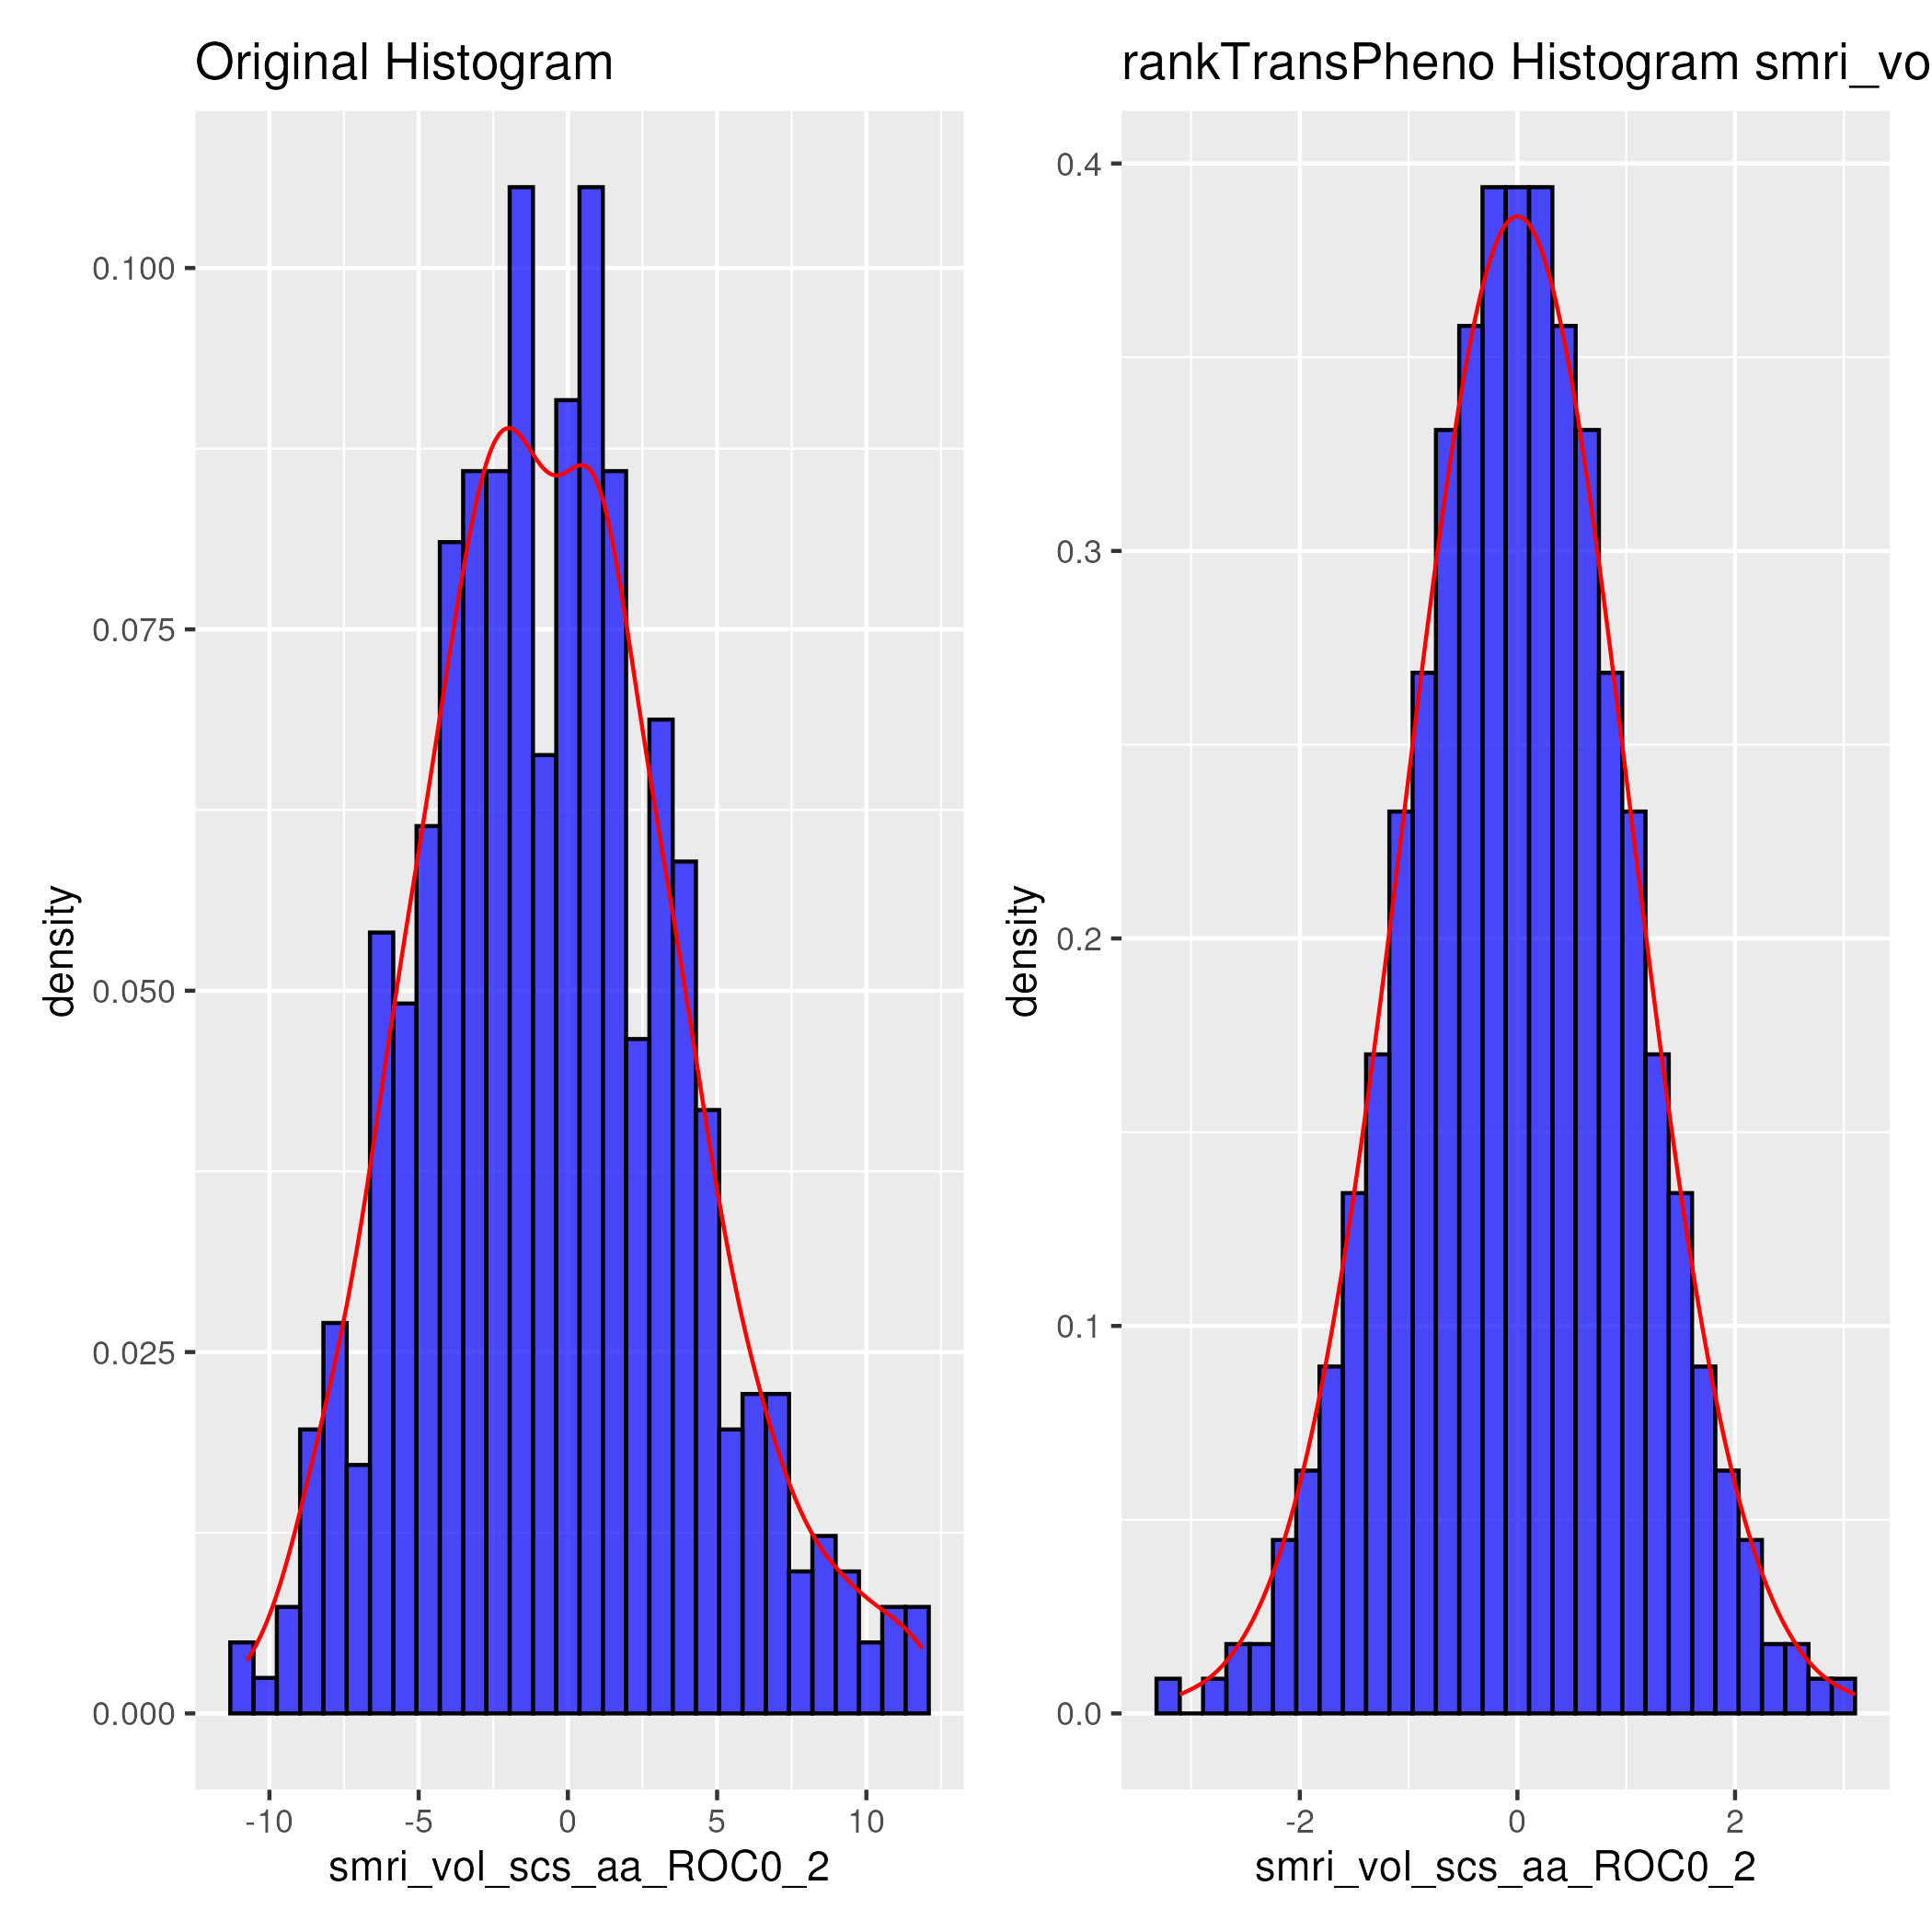 Original Histogram
density
0.100
0.075
0.050
0.025
0.000
-10 -5 0 5 10
smri_vol_scs_aa_ROC0_2
rankTransPheno Histogram smri_vo
density
0.4
0.3
0.2
0.1
0.0
-2 0 2
smri_vol_scs_aa_ROC0_2